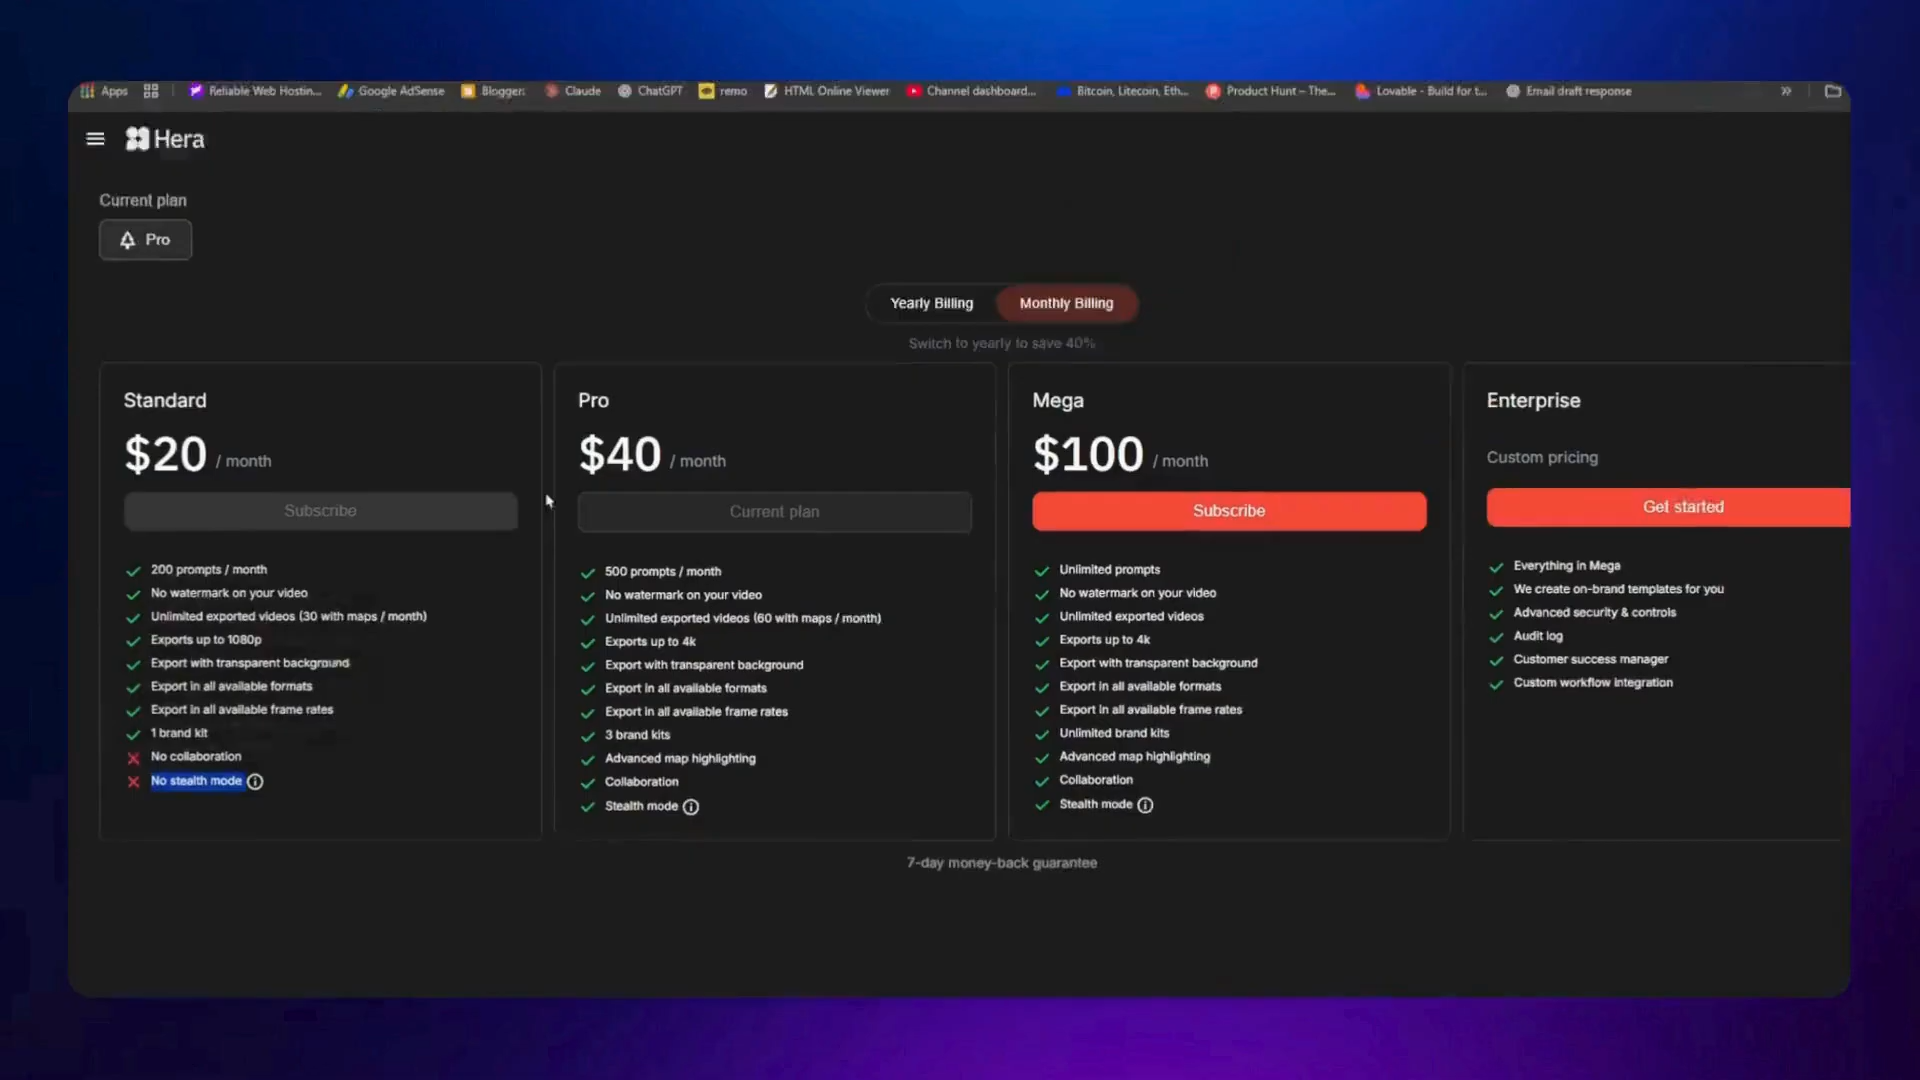 Apps
Reliable Web Hostin...
Google AdSense
Blogger:
Claude
ChatGPT
remo
HTML Online Viewer
Channel dashboard...
Bitcoin, Litecoin, Eth...
Product Hunt – The...
Lovable - Build for t...
Email draft response
»
Hera
Current plan
Pro
Yearly Billing
Monthly Billing
Switch to yearly to save 40%
Standard
$20 / month
Subscribe
200 prompts / month
No watermark on your video
Unlimited exported videos (30 with maps / month)
Exports up to 1080p
Export with transparent background
Export in all available formats
Export in all available frame rates
1 brand kit
No collaboration
No stealth mode
Pro
$40 / month
Current plan
500 prompts / month
No watermark on your video
Unlimited exported videos (60 with maps / month)
Exports up to 4k
Export with transparent background
Export in all available formats
Export in all available frame rates
3 brand kits
Advanced map highlighting
Collaboration
Stealth mode
Mega
$100 / month
Subscribe
Unlimited prompts
No watermark on your video
Unlimited exported videos
Exports up to 4k
Export with transparent background
Export in all available formats
Export in all available frame rates
Unlimited brand kits
Advanced map highlighting
Collaboration
Stealth mode
Enterprise
Custom pricing
Get started
Everything in Mega
We create on-brand templates for you
Advanced security & controls
Audit log
Customer success manager
Custom workflow integration
7-day money-back guarantee